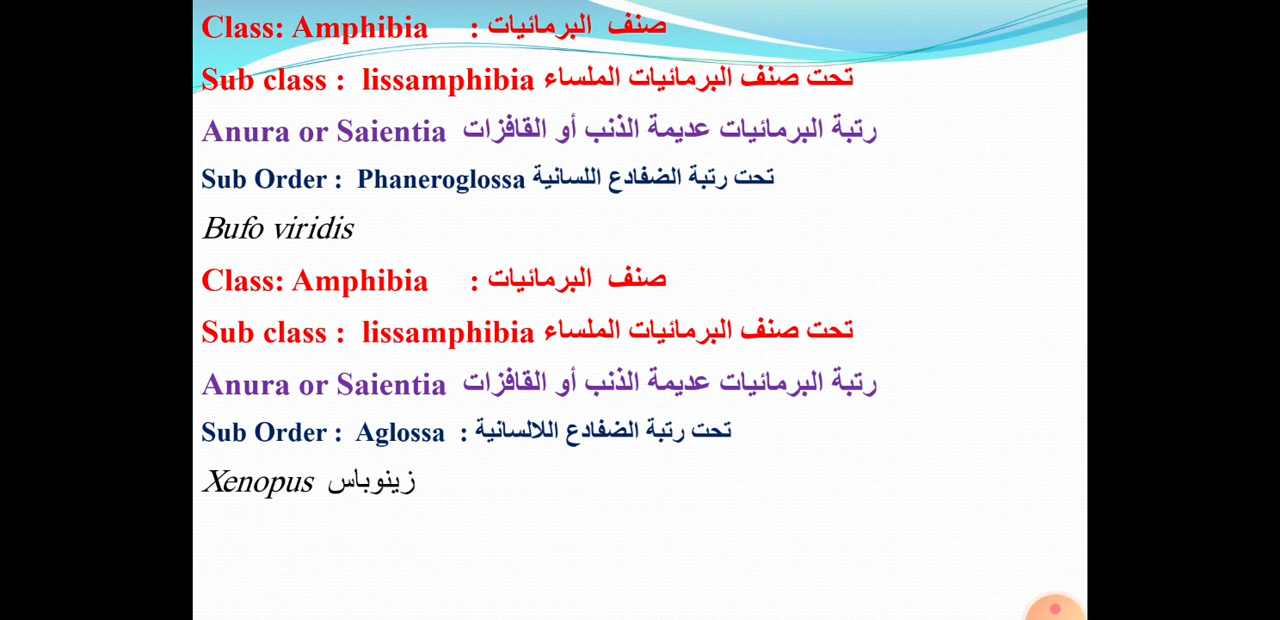 Class: Amphibia صنف البرمائيات :
Sub class : lissamphibia تحت صنف البرمائيات الملساء
Anura or Saientia رتبة البرمائيات عديمة الذنب أو القافزات
Sub Order : Phaneroglossa تحت رتبة الضفادع اللسانية
Bufo viridis
Class: Amphibia صنف البرمائيات :
Sub class : lissamphibia تحت صنف البرمائيات الملساء
Anura or Saientia رتبة البرمائيات عديمة الذنب أو القافزات
Sub Order : Aglossa تحت رتبة الضفادع اللالسانية :
Xenopus زينوباس